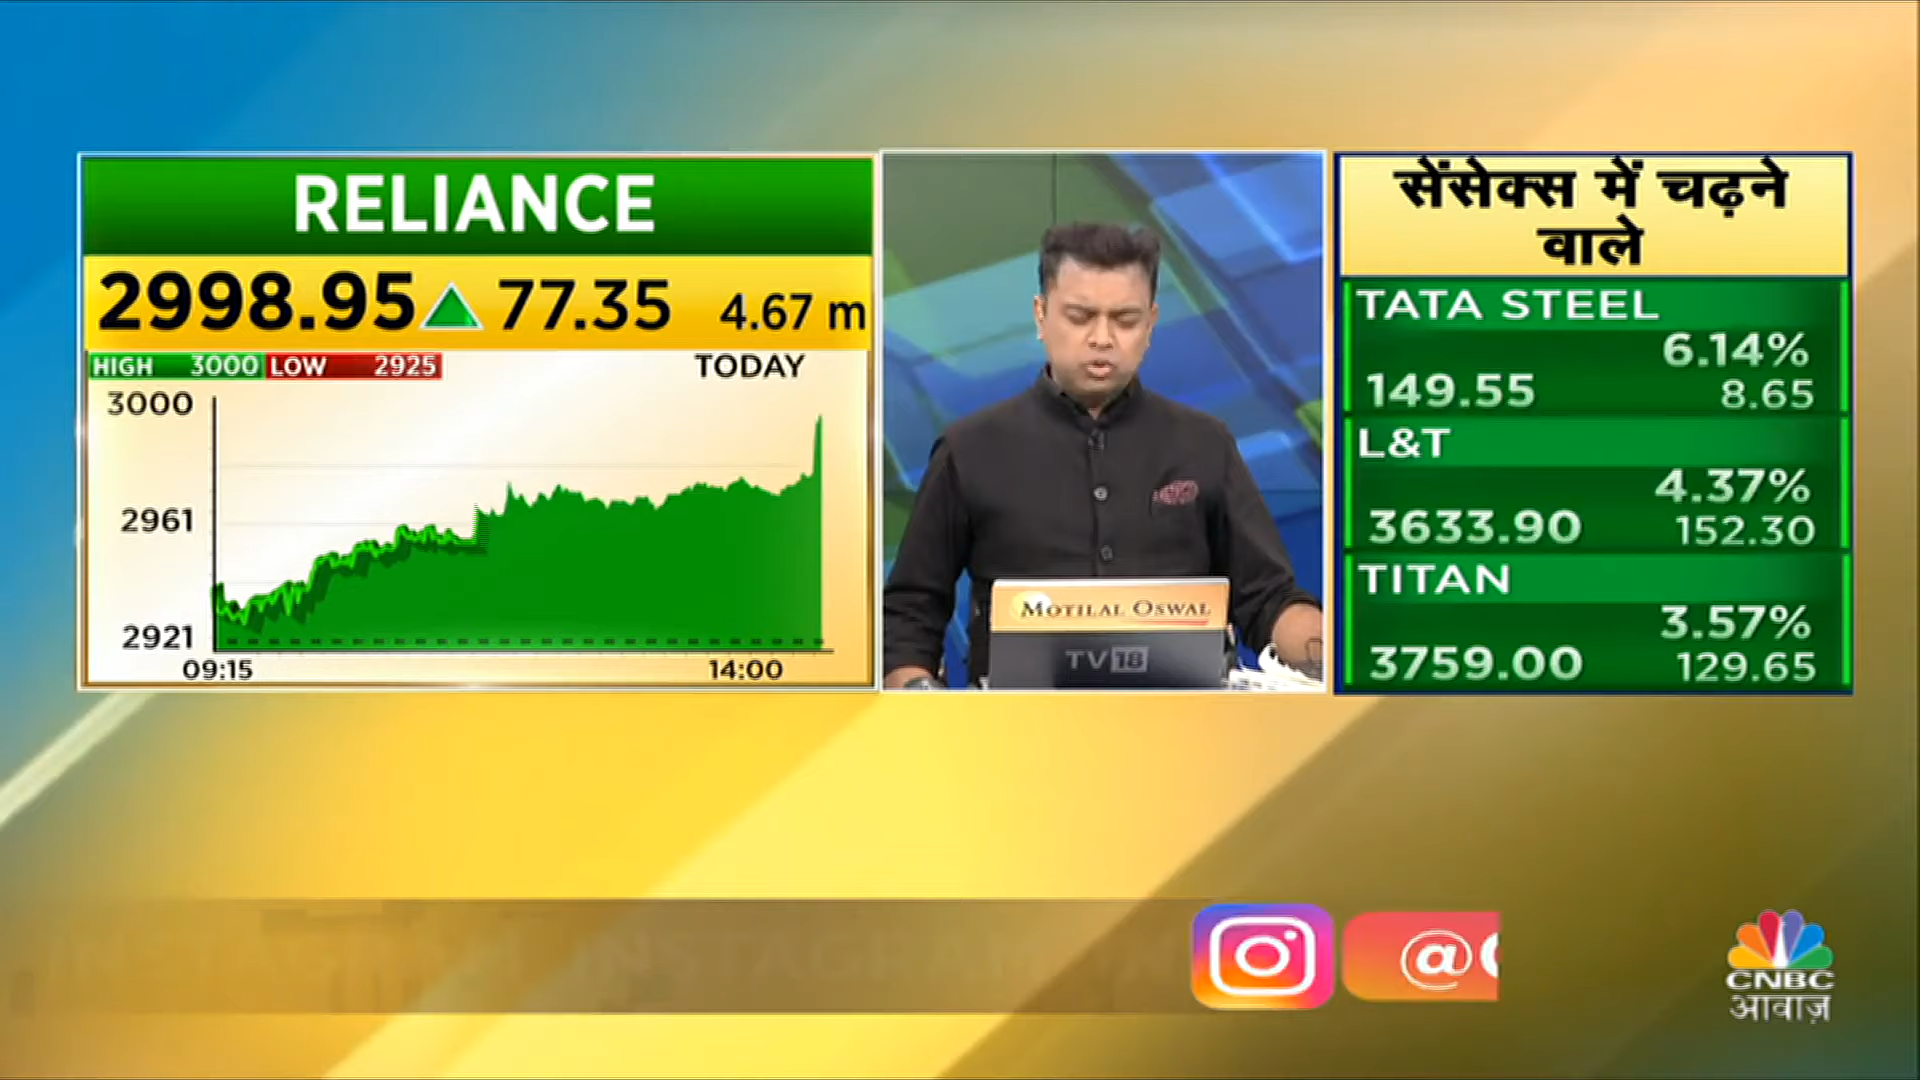 RELIANCE
2998.95 77.35 4.67 m
HIGH 3000 LOW 2925 TODAY
3000
2961
2921
09:15 14:00
MOTILAL OSWAL
TV18
सेंसेक्स में चढ़ने
वाले
TATA STEEL
6.14%
149.55 8.65
L&T
4.37%
3633.90 152.30
TITAN
3.57%
3759.00 129.65
@
CNBC
आवाज़